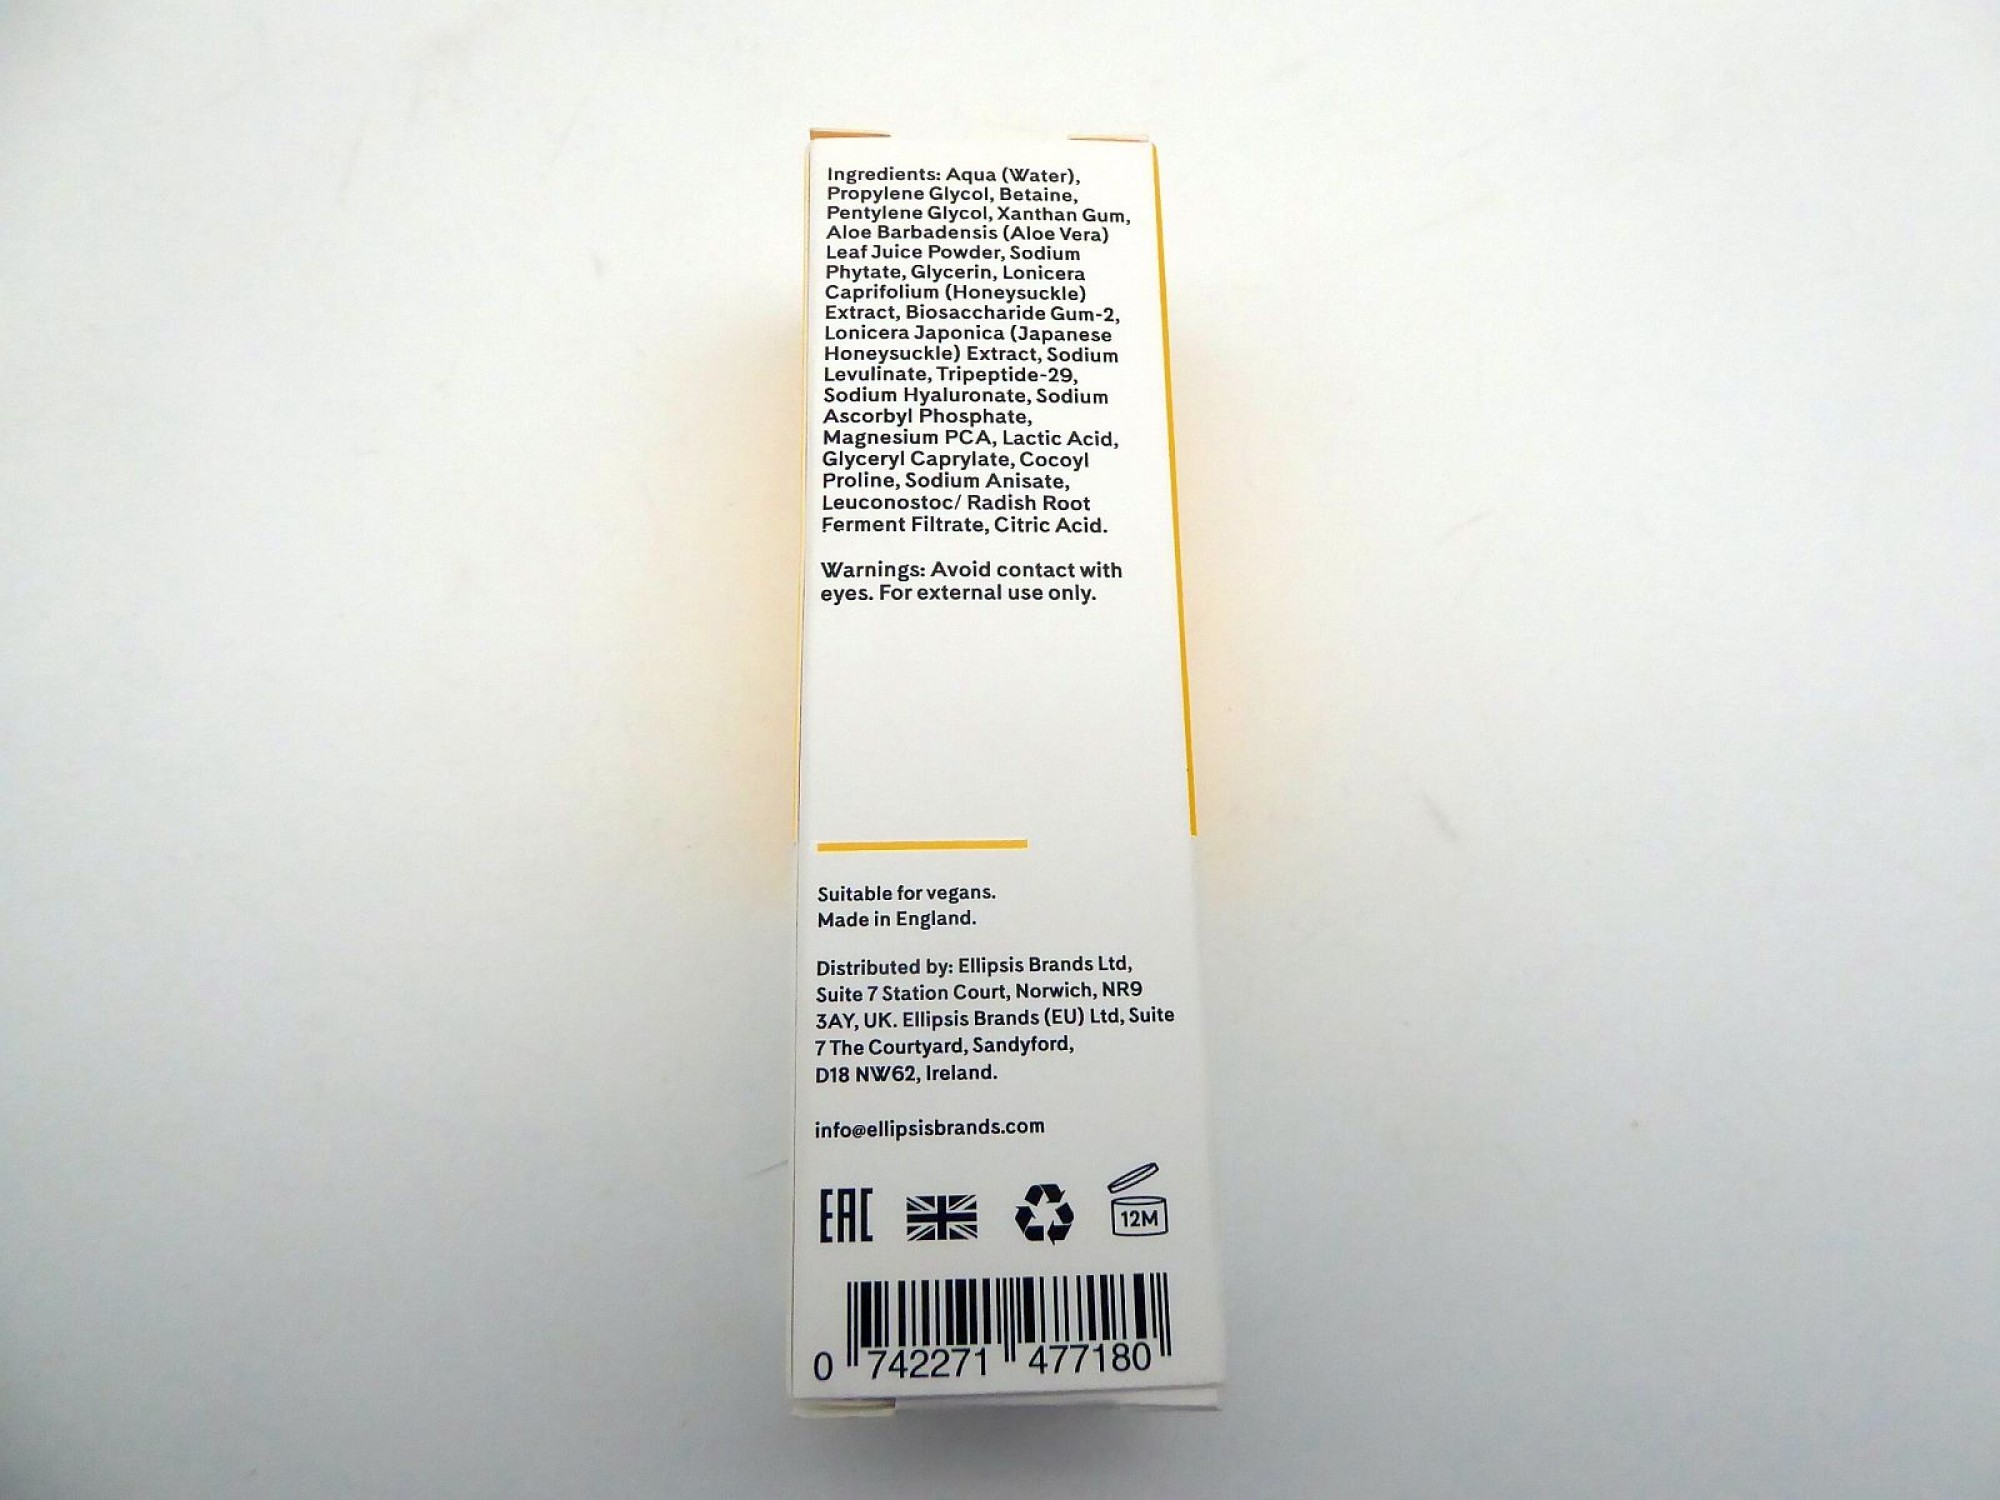 Ingredients: Aqua (Water),
Propylene Glycol, Betaine,
Pentylene Glycol, Xanthan Gum,
Aloe Barbadensis (Aloe Vera)
Leaf Juice Powder, Sodium
Phytate, Glycerin, Lonicera
Caprifolium (Honeysuckle)
Extract, Biosaccharide Gum-2,
Lonicera Japonica (Japanese
Honeysuckle) Extract, Sodium
Levulinate, Tripeptide-29,
Sodium Hyaluronate, Sodium
Ascorbyl Phosphate,
Magnesium PCA, Lactic Acid,
Glyceryl Caprylate, Cocoyl
Proline, Sodium Anisate,
Leuconostoc/ Radish Root
Ferment Filtrate, Citric Acid.
Warnings: Avoid contact with
eyes. For external use only.
Suitable for vegans.
Made in England.
Distributed by: Ellipsis Brands Ltd,
Suite 7 Station Court, Norwich, NR9
3AY, UK. Ellipsis Brands (EU) Ltd, Suite
7 The Courtyard, Sandyford,
D18 NW62, Ireland.
info@ellipsisbrands.com
EAC 12M
0 742271 477180